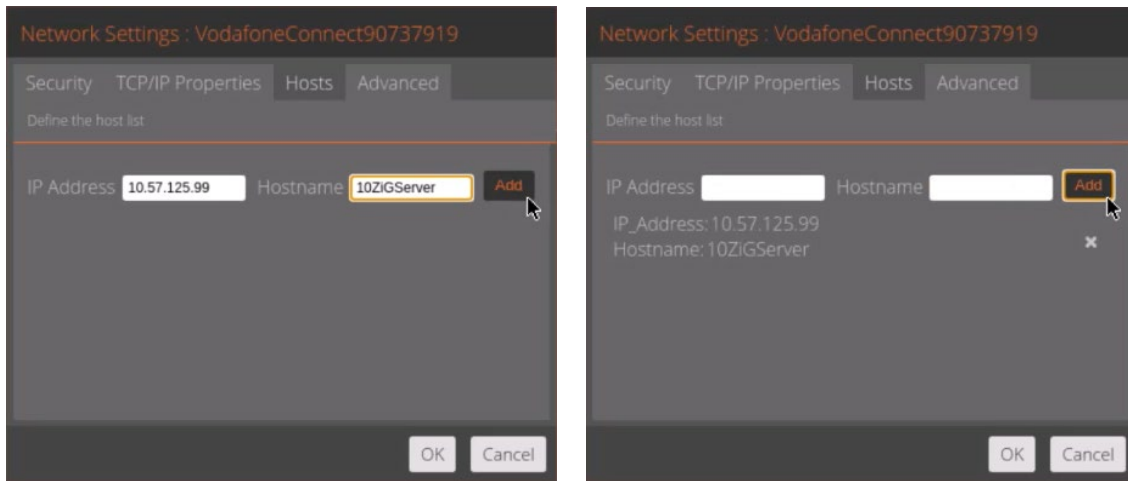 Network Settings : VodafoneConnect90737919
Security TCP/IP Properties Hosts Advanced
Define the host list
IP Address 10.57.125.99 Hostname 10ZiGServer Add
OK Cancel
Network Settings : VodafoneConnect90737919
Security TCP/IP Properties Hosts Advanced
Define the host list
IP Address Hostname Add
IP_Address: 10.57.125.99
Hostname: 10ZiGServer
OK Cancel